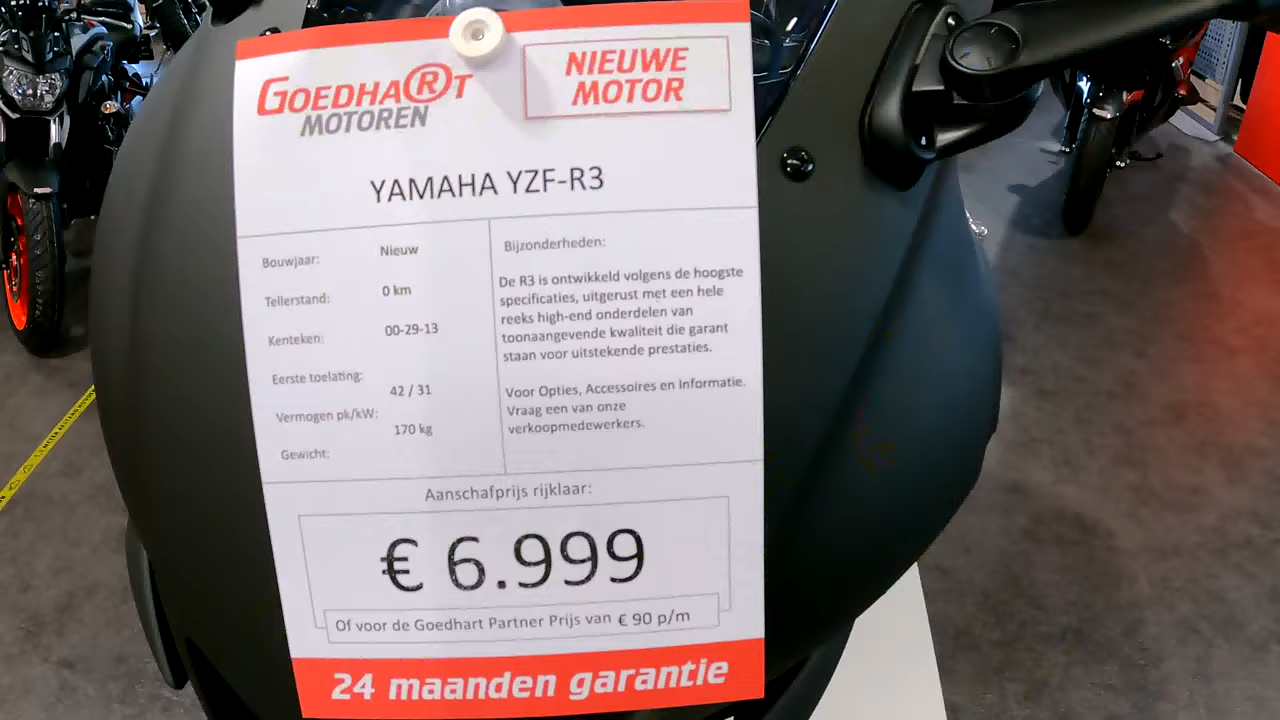 GOEDHART
MOTOREN
NIEUWE
MOTOR
YAMAHA YZF-R3
Bouwjaar: Nieuw
Tellerstand: 0 km
Kenteken: 00-29-13
Eerste toelating:
42 / 31
Vermogen pk/kW:
170 kg
Gewicht:
Bijzonderheden:
De R3 is ontwikkeld volgens de hoogste
specificaties, uitgerust met een hele
reeks high-end onderdelen van
toonaangevende kwaliteit die garant
staan voor uitstekende prestaties.
Voor Opties, Accessoires en Informatie.
Vraag een van onze
verkoopmedewerkers.
Aanschafprijs rijklaar:
€ 6.999
Of voor de Goedhart Partner Prijs van € 90 p/m
24 maanden garantie